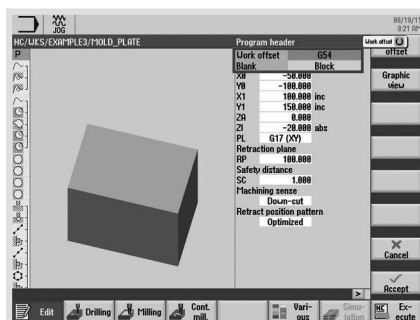 JOG
08/19/11
9:21 AM
NC/WKS/EXAMPLE3/MOLD_PLATE
Program header
Work offset
Work offset G54
offset
Blank Block
P
X0 -50.000
Y0 -100.000
Graphic
view
X1 100.000 inc
Y1 150.000 inc
ZA 0.000
ZI -20.000 abs
PL G17 (XY)
Retraction plane
RP 100.000
Safety distance
SC 1.000
Machining sense
Down-cut
Retract position pattern
Optimized
Cancel
Accept
Edit
Drilling
Milling
Cont.
mill.
Vari-
ous
Simu-
lation
NC
Ex-
ecute